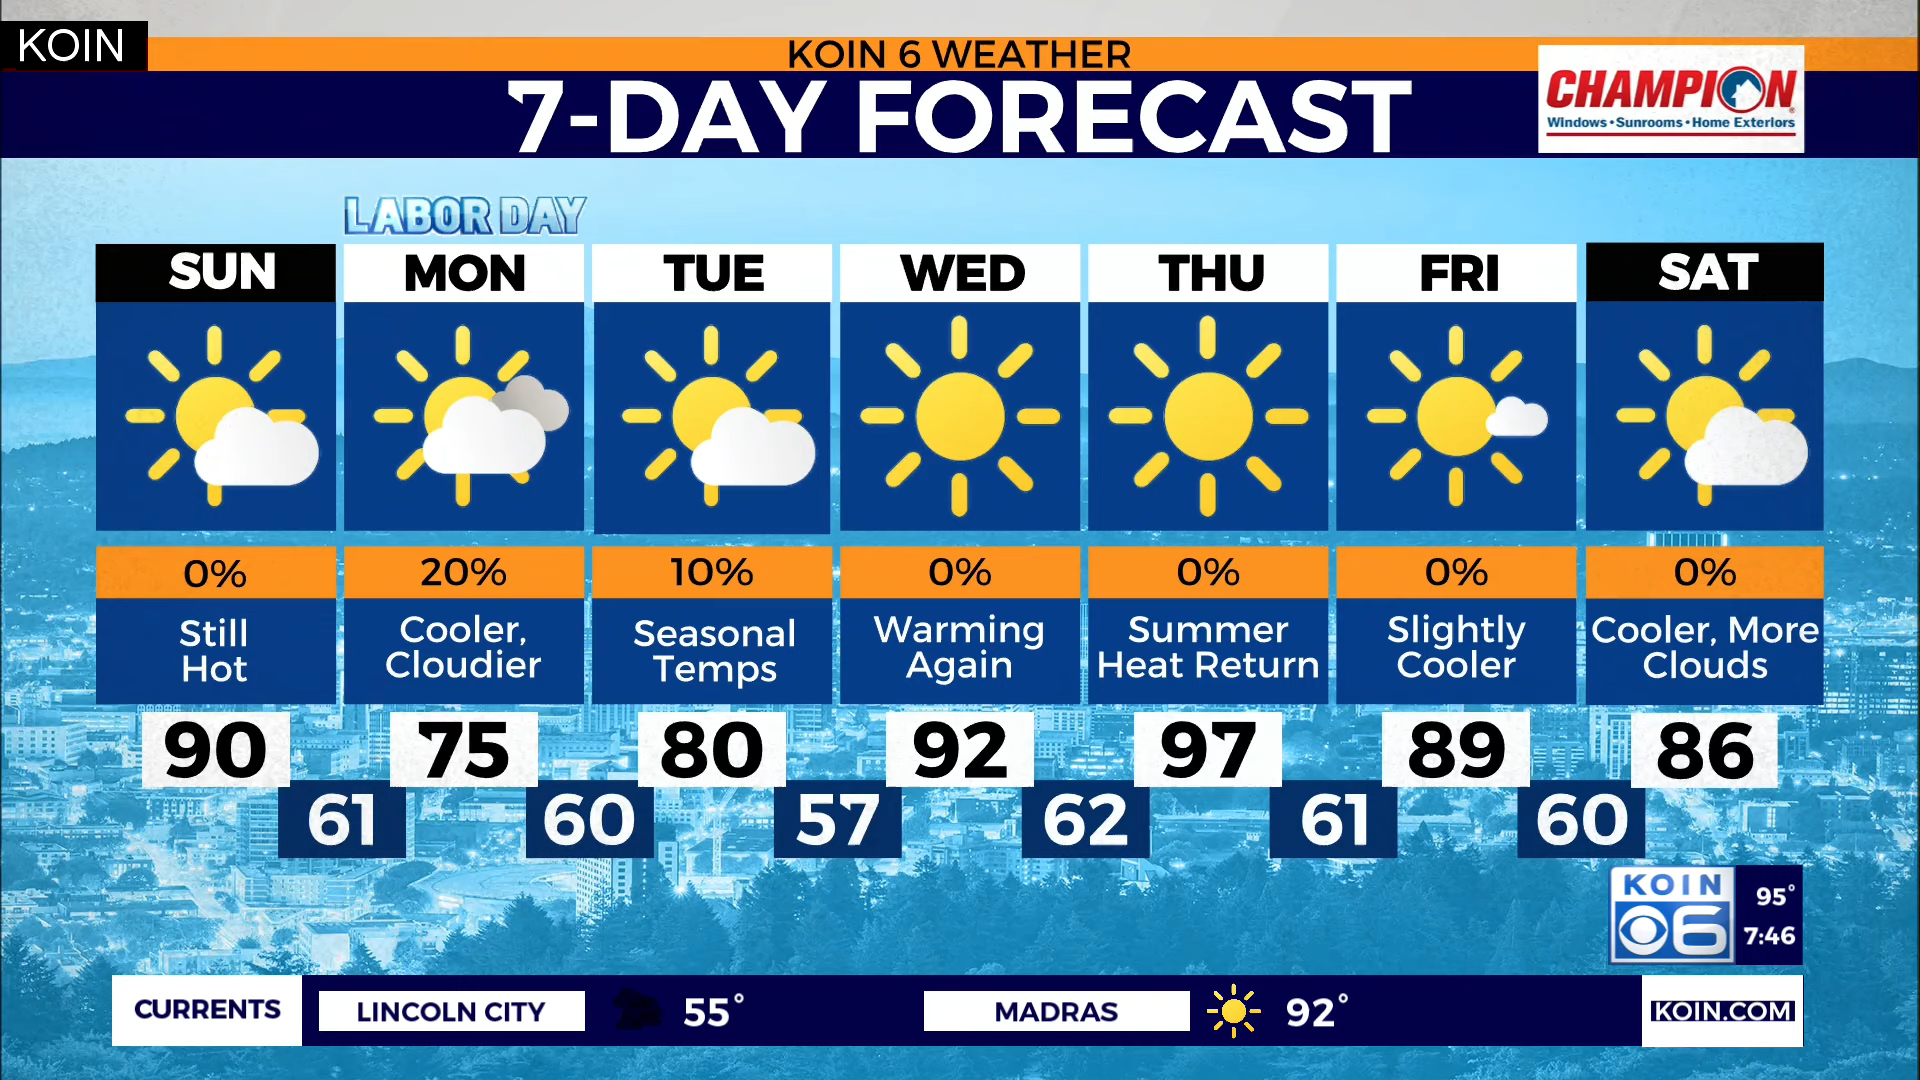 KOIN
KOIN 6 WEATHER
7-DAY FORECAST
CHAMPION
Windows • Sunrooms • Home Exteriors
LABOR DAY
SUN MON TUE WED THU FRI SAT
0% 20% 10% 0% 0% 0% 0%
Still Cooler, Seasonal Warming Summer Slightly Cooler, More
Hot Cloudier Temps Again Heat Return Cooler Clouds
90 75 80 92 97 89 86
61 60 57 62 61 60
KOIN
6
95°
7:46
CURRENTS LINCOLN CITY 55° MADRAS 92° KOIN.COM